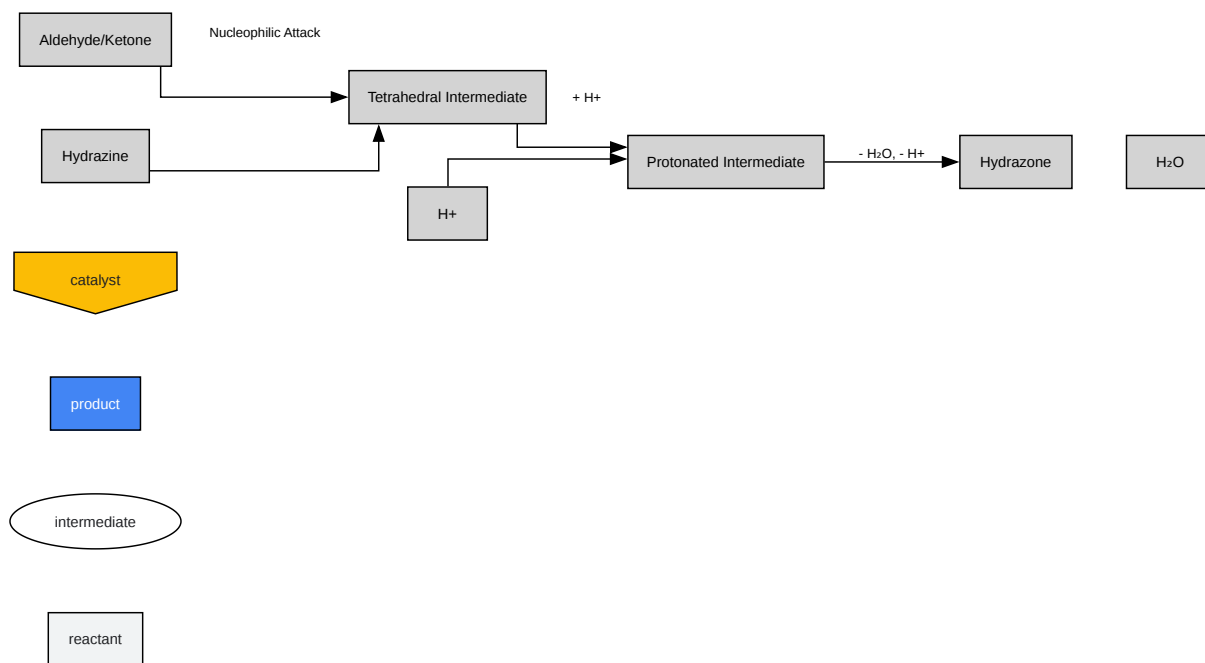 Aldehyde/Ketone
Nucleophilic Attack
Tetrahedral Intermediate
+ H+
Hydrazine
Protonated Intermediate
- H₂O, - H+
Hydrazone
H₂O
H+
catalyst
product
intermediate
reactant